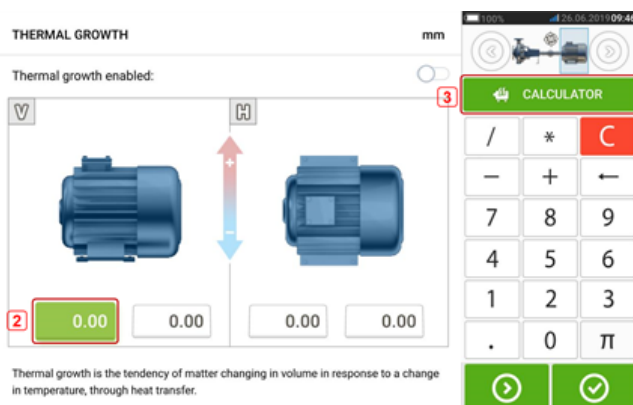 100% 26.06.2019 09:46
THERMAL GROWTH mm
Thermal growth enabled:
3 CALCULATOR
V H
+
−
/ * C
− + ←
7 8 9
4 5 6
1 2 3
. 0 π
2 0.00 0.00 0.00 0.00
Thermal growth is the tendency of matter changing in volume in response to a change
in temperature, through heat transfer.